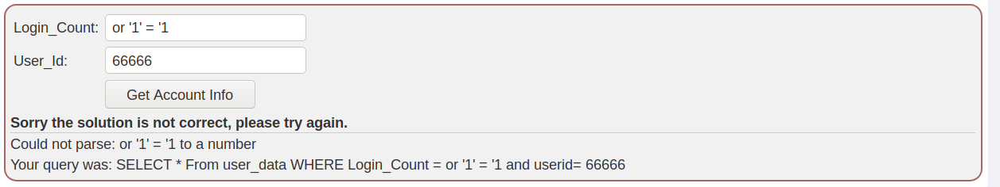 Login_Count: or '1' = '1
User_Id: 66666
Get Account Info
Sorry the solution is not correct, please try again.
Could not parse: or '1' = '1 to a number
Your query was: SELECT * From user_data WHERE Login_Count = or '1' = '1 and userid= 66666